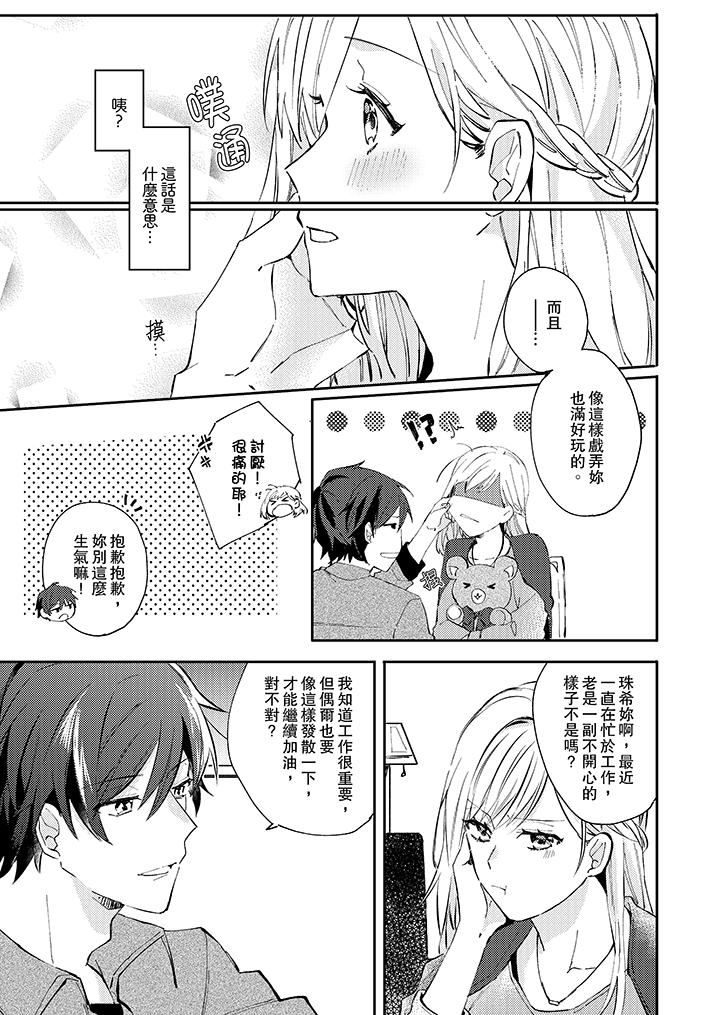 噗通
咦?
這話是
什麼意思…
摸…
而且
──…
像這樣戲弄妳
也滿好玩的。
!?
捏
討厭!
很痛的耶!
抱歉抱歉,
妳別這麼
生氣嘛!
珠希妳啊,最近
一直在忙於工作,
老是一副不開心的
樣子不是嗎?
我知道工作很重要,
但偶爾也要
像這樣發散一下,
才能繼續加油,
對不對?